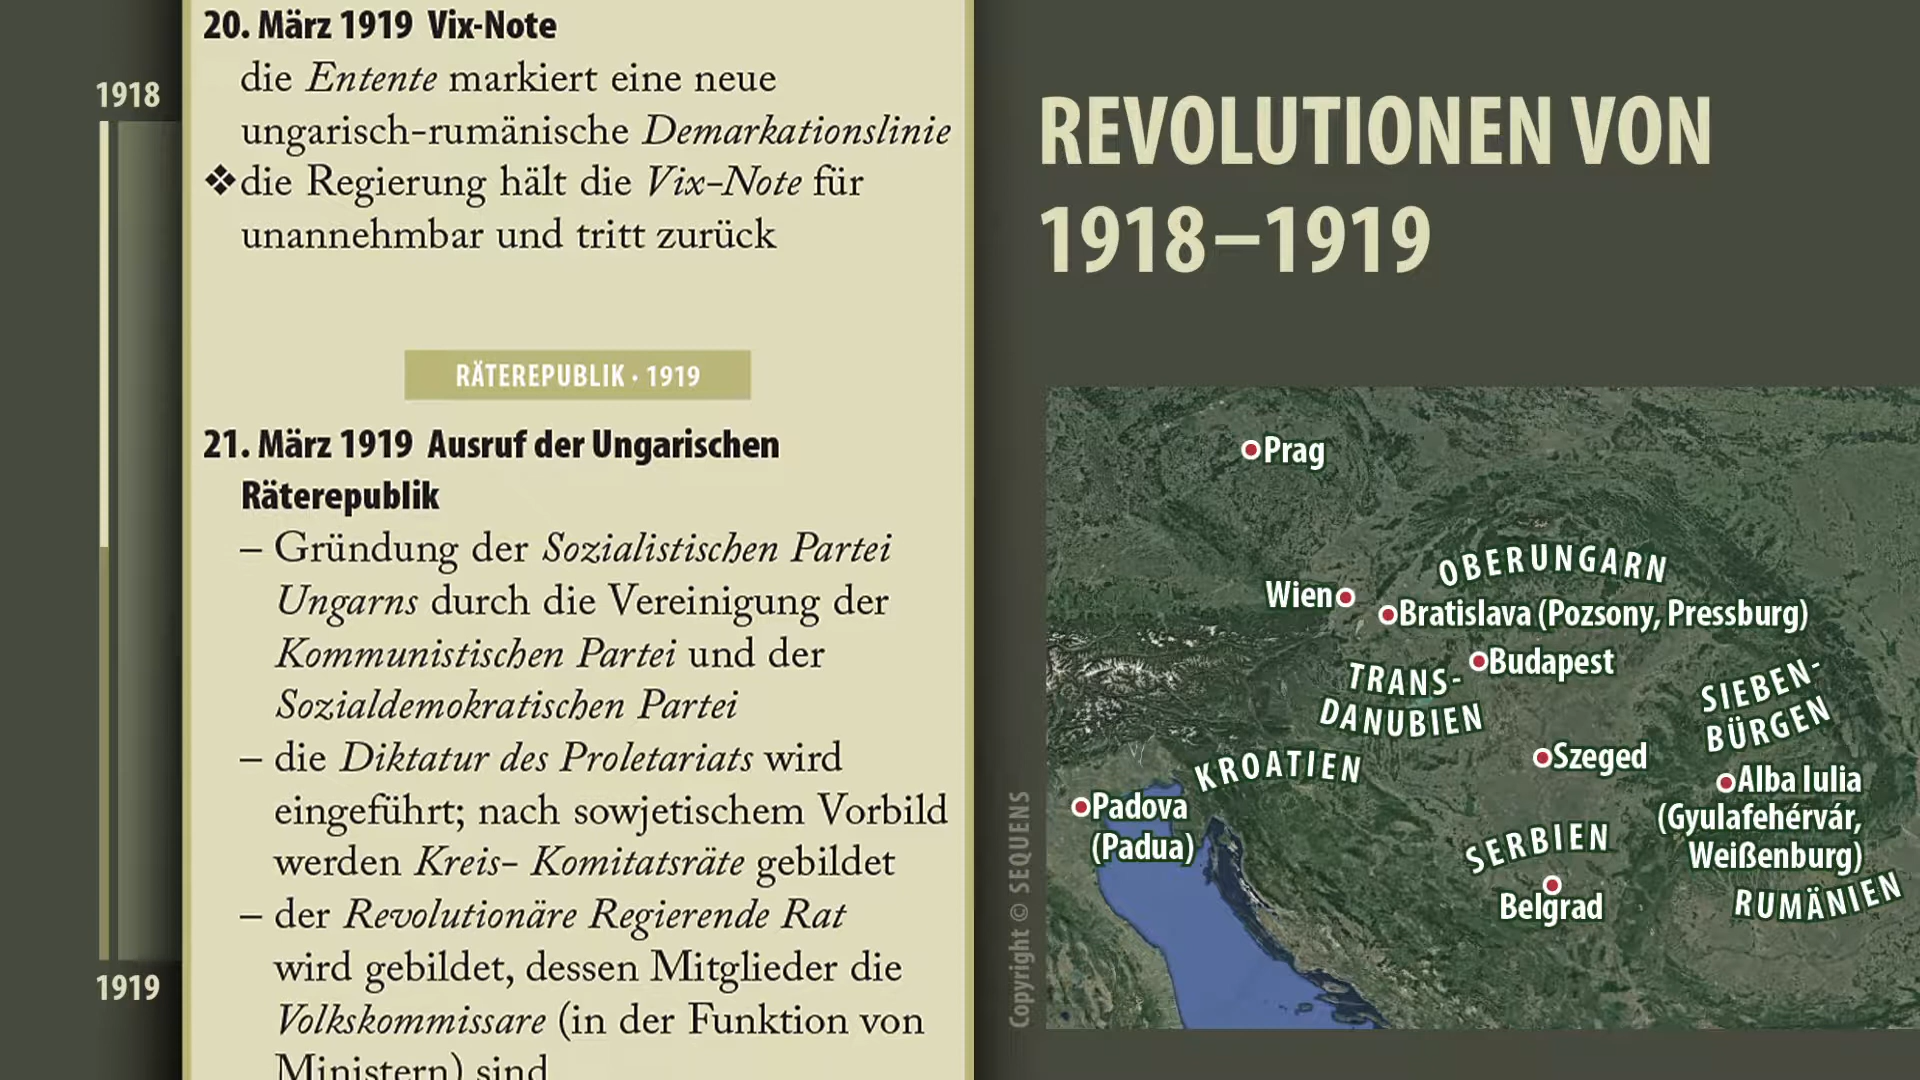 20. März 1919 Vix-Note
die Entente markiert eine neue
ungarisch-rumänische Demarkationslinie
❖die Regierung hält die Vix-Note für
unannehmbar und tritt zurück
RÄTEREPUBLIK · 1919
21. März 1919 Ausruf der Ungarischen
Räterepublik
– Gründung der Sozialistischen Partei
Ungarns durch die Vereinigung der
Kommunistischen Partei und der
Sozialdemokratischen Partei
– die Diktatur des Proletariats wird
eingeführt; nach sowjetischem Vorbild
werden Kreis- Komitatsräte gebildet
– der Revolutionäre Regierende Rat
wird gebildet, dessen Mitglieder die
Volkskommissare (in der Funktion von
Ministern) sind
1918
1919
REVOLUTIONEN VON
1918–1919
Prag
OBERUNGARN
Wien
Bratislava (Pozsony, Pressburg)
Budapest
TRANS-
DANUBIEN
SIEBEN-
BÜRGEN
Szeged
KROATIEN
Alba Iulia
(Gyulafehérvár,
Weißenburg)
Padova
(Padua)
SERBIEN
Belgrad
RUMÄNIEN
Copyright © SEQUENS